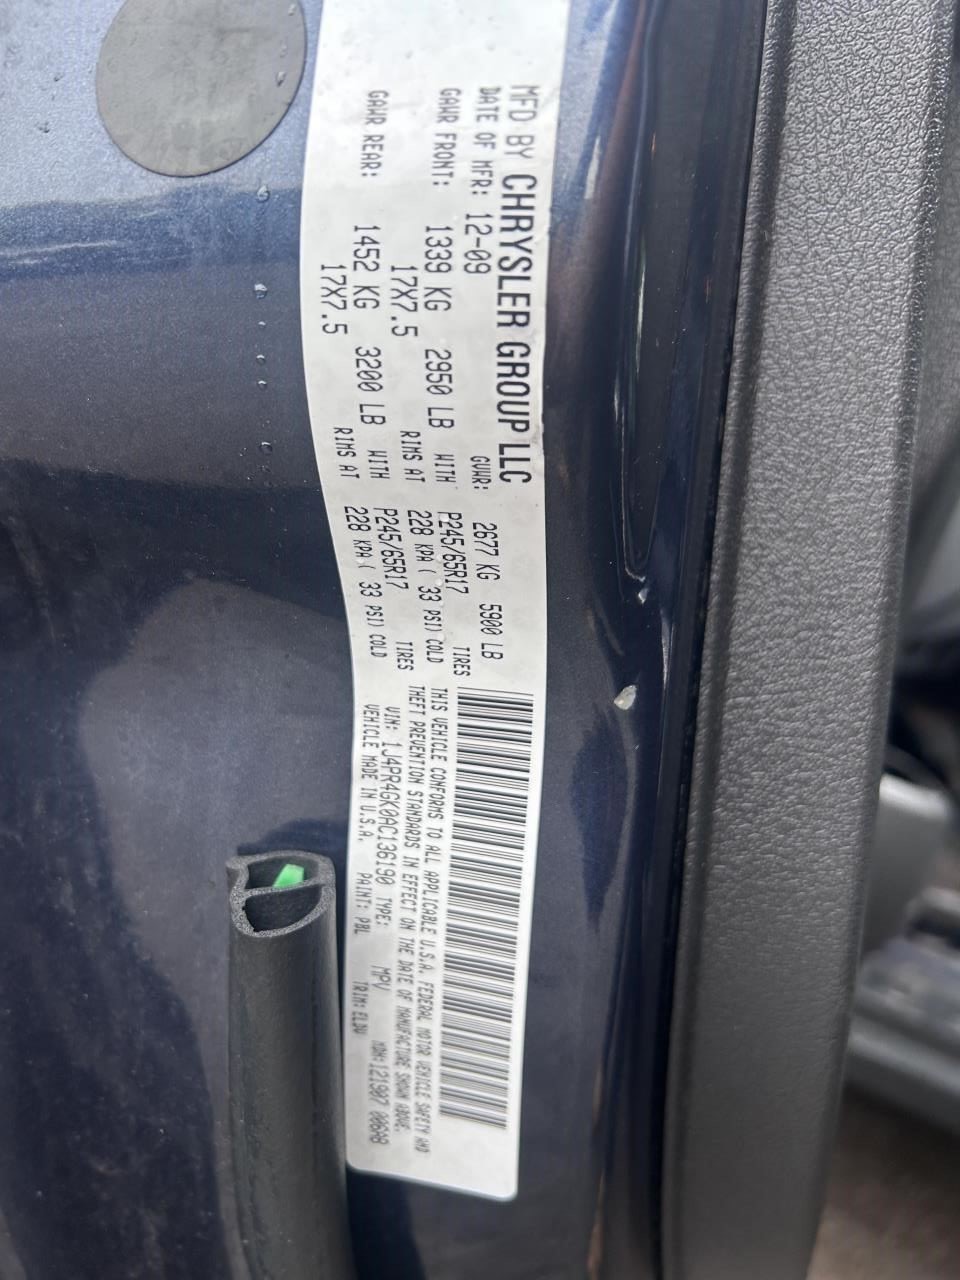 MFD BY CHRYSLER GROUP LLC
DATE OF MFR: 12-09 GVWR: 2677 KG 5900 LB
GAWR FRONT: 1339 KG 2950 LB WITH P245/65R17 TIRES
17X7.5 RIMS AT 228 KPA ( 33 PSI) COLD
GAWR REAR: 1452 KG 3200 LB WITH P245/65R17 TIRES
17X7.5 RIMS AT 228 KPA ( 33 PSI) COLD
THIS VEHICLE CONFORMS TO ALL APPLICABLE U.S.A. FEDERAL MOTOR VEHICLE SAFETY AND
THEFT PREVENTION STANDARDS IN EFFECT ON THE DATE OF MANUFACTURE SHOWN ABOVE.
VIN: 1J4PR4GK0AC136190 TYPE: MPV MDH: 121907 006AB
VEHICLE MADE IN U.S.A. PAINT: PBL TRIM: ELDV